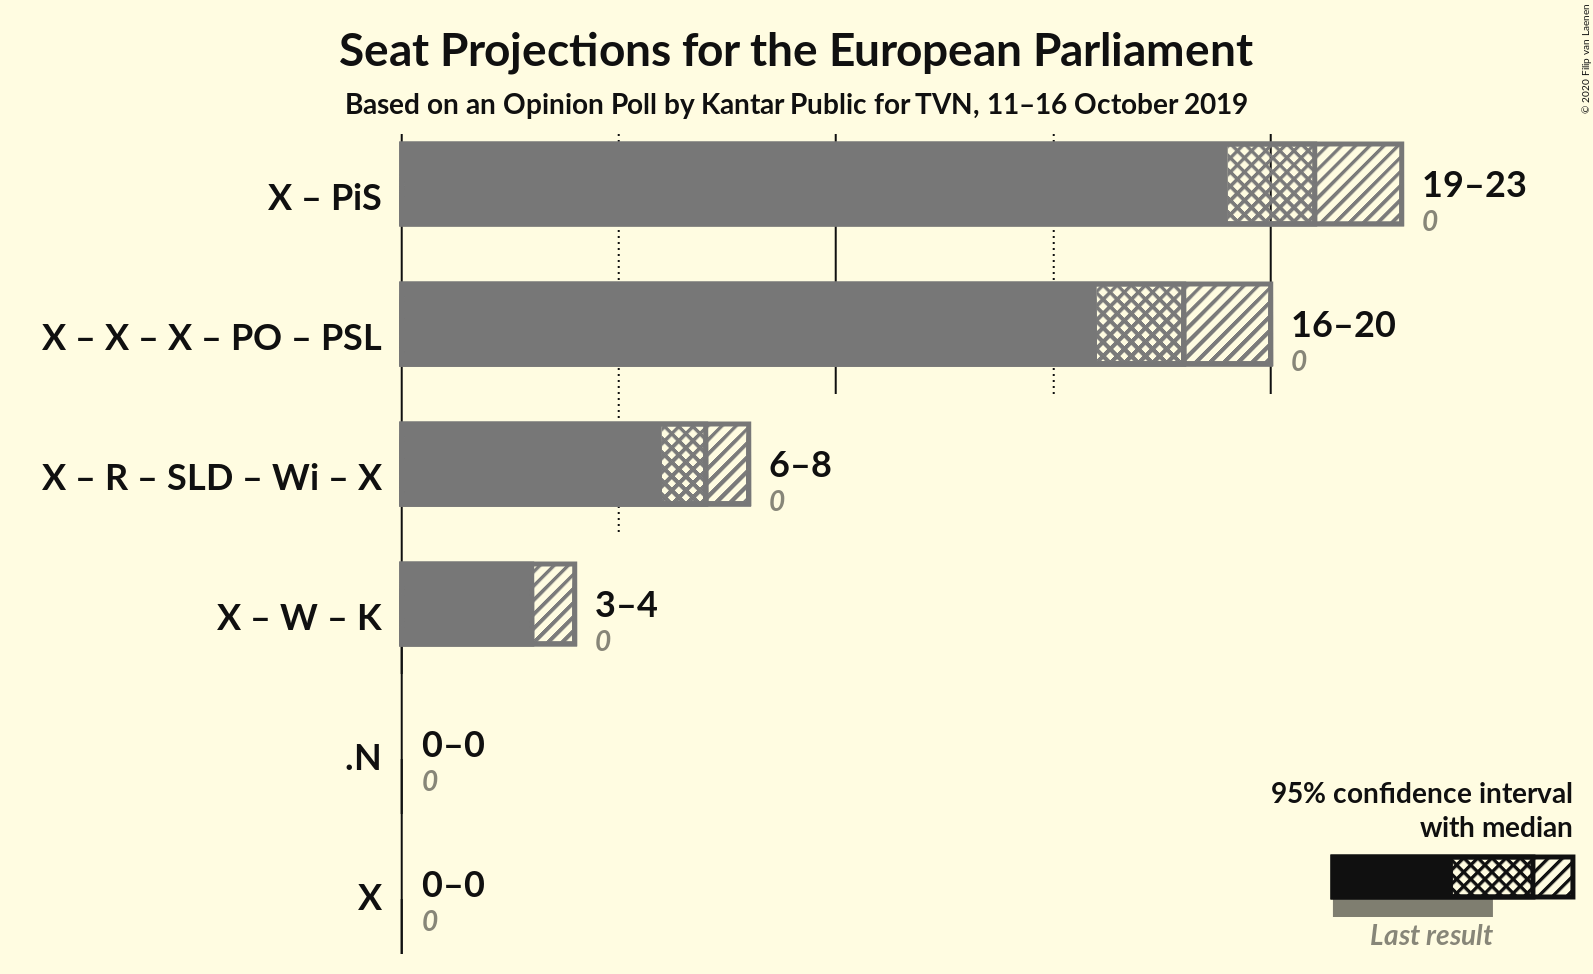 Seat Projections for the European Parliament
Based on an Opinion Poll by Kantar Public for TVN, 11–16 October 2019
© 2020 Filip van Laenen
X – PiS
19–23
0
X – X – X – PO – PSL
16–20
0
X – R – SLD – Wi – X
6–8
0
X – W – K
3–4
0
.N
0–0
0
X
0–0
0
95% confidence interval
with median
Last result